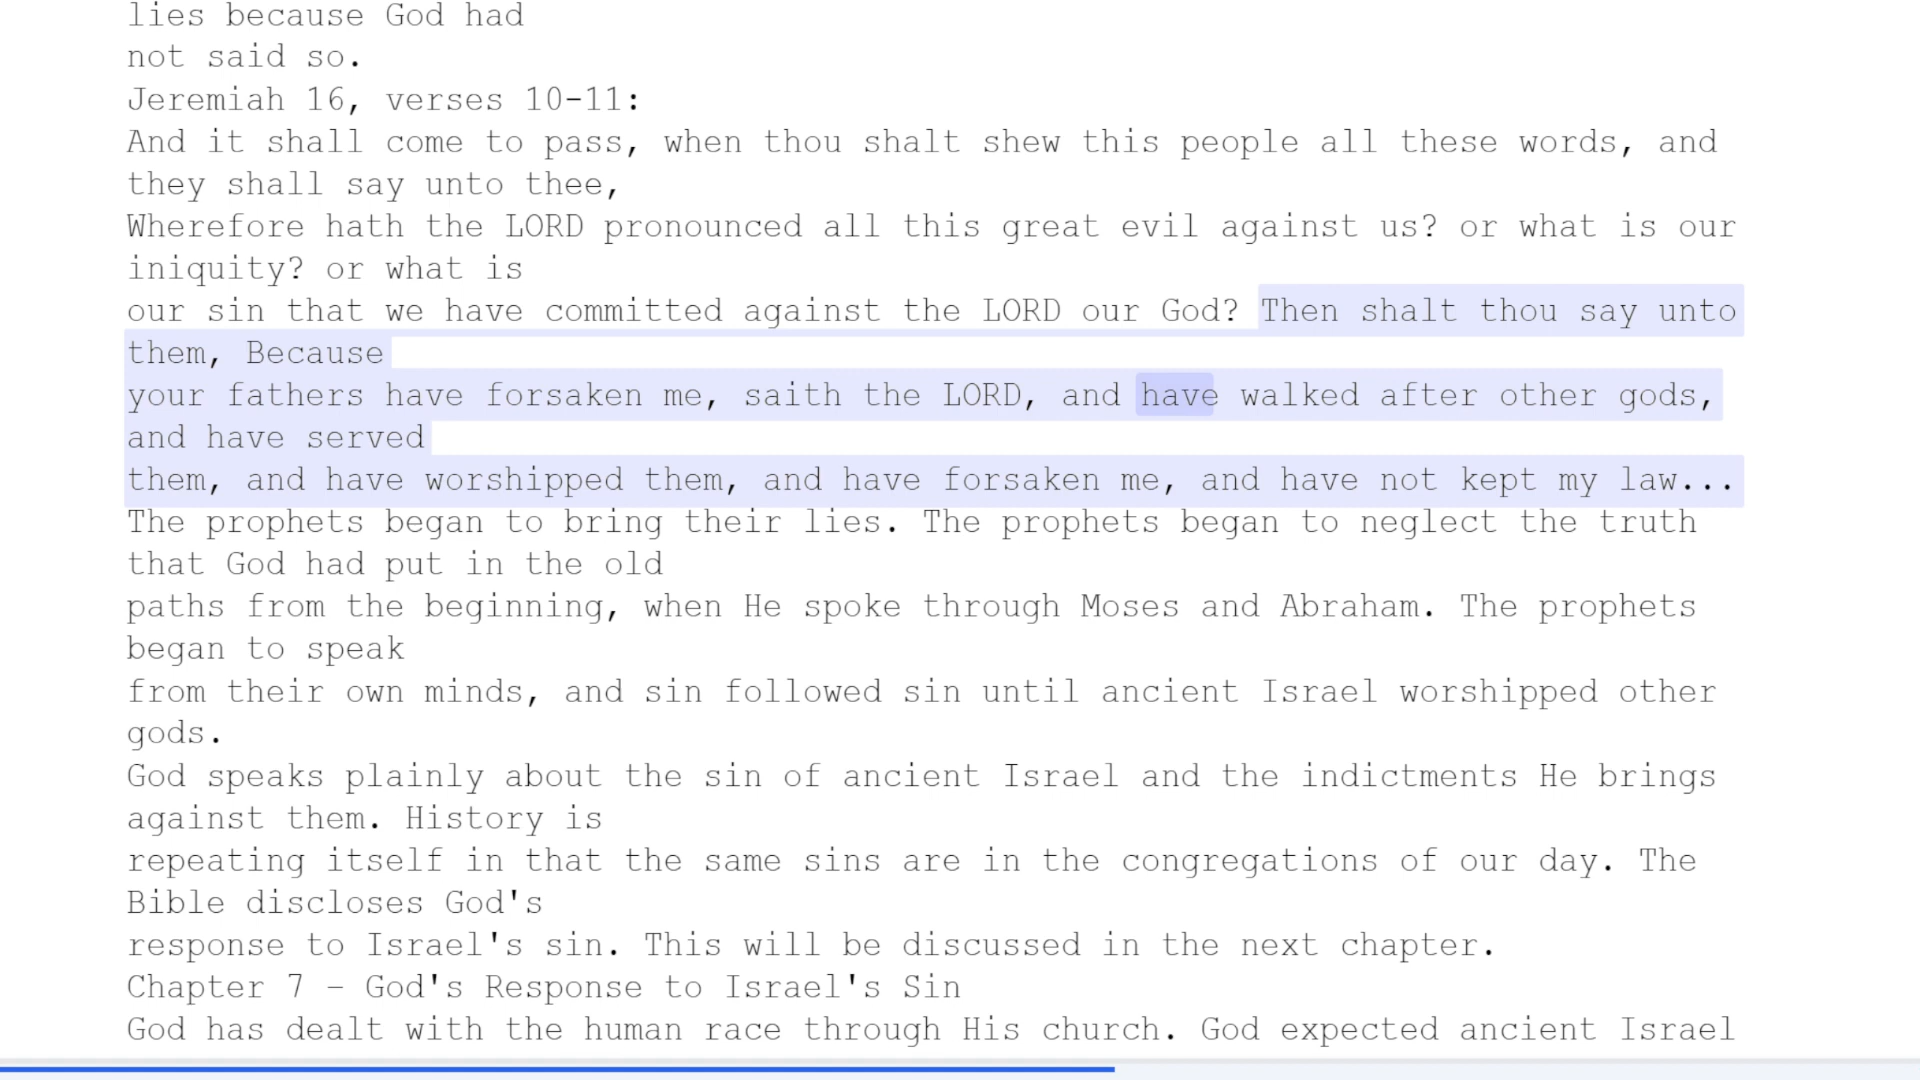 lies because God had
not said so.
Jeremiah 16, verses 10-11:
And it shall come to pass, when thou shalt shew this people all these words, and
they shall say unto thee,
Wherefore hath the LORD pronounced all this great evil against us? or what is our
iniquity? or what is
our sin that we have committed against the LORD our God? Then shalt thou say unto
them, Because
your fathers have forsaken me, saith the LORD, and have walked after other gods,
and have served
them, and have worshipped them, and have forsaken me, and have not kept my law...
The prophets began to bring their lies. The prophets began to neglect the truth
that God had put in the old
paths from the beginning, when He spoke through Moses and Abraham. The prophets
began to speak
from their own minds, and sin followed sin until ancient Israel worshipped other
gods.
God speaks plainly about the sin of ancient Israel and the indictments He brings
against them. History is
repeating itself in that the same sins are in the congregations of our day. The
Bible discloses God's
response to Israel's sin. This will be discussed in the next chapter.
Chapter 7 – God's Response to Israel's Sin
God has dealt with the human race through His church. God expected ancient Israel